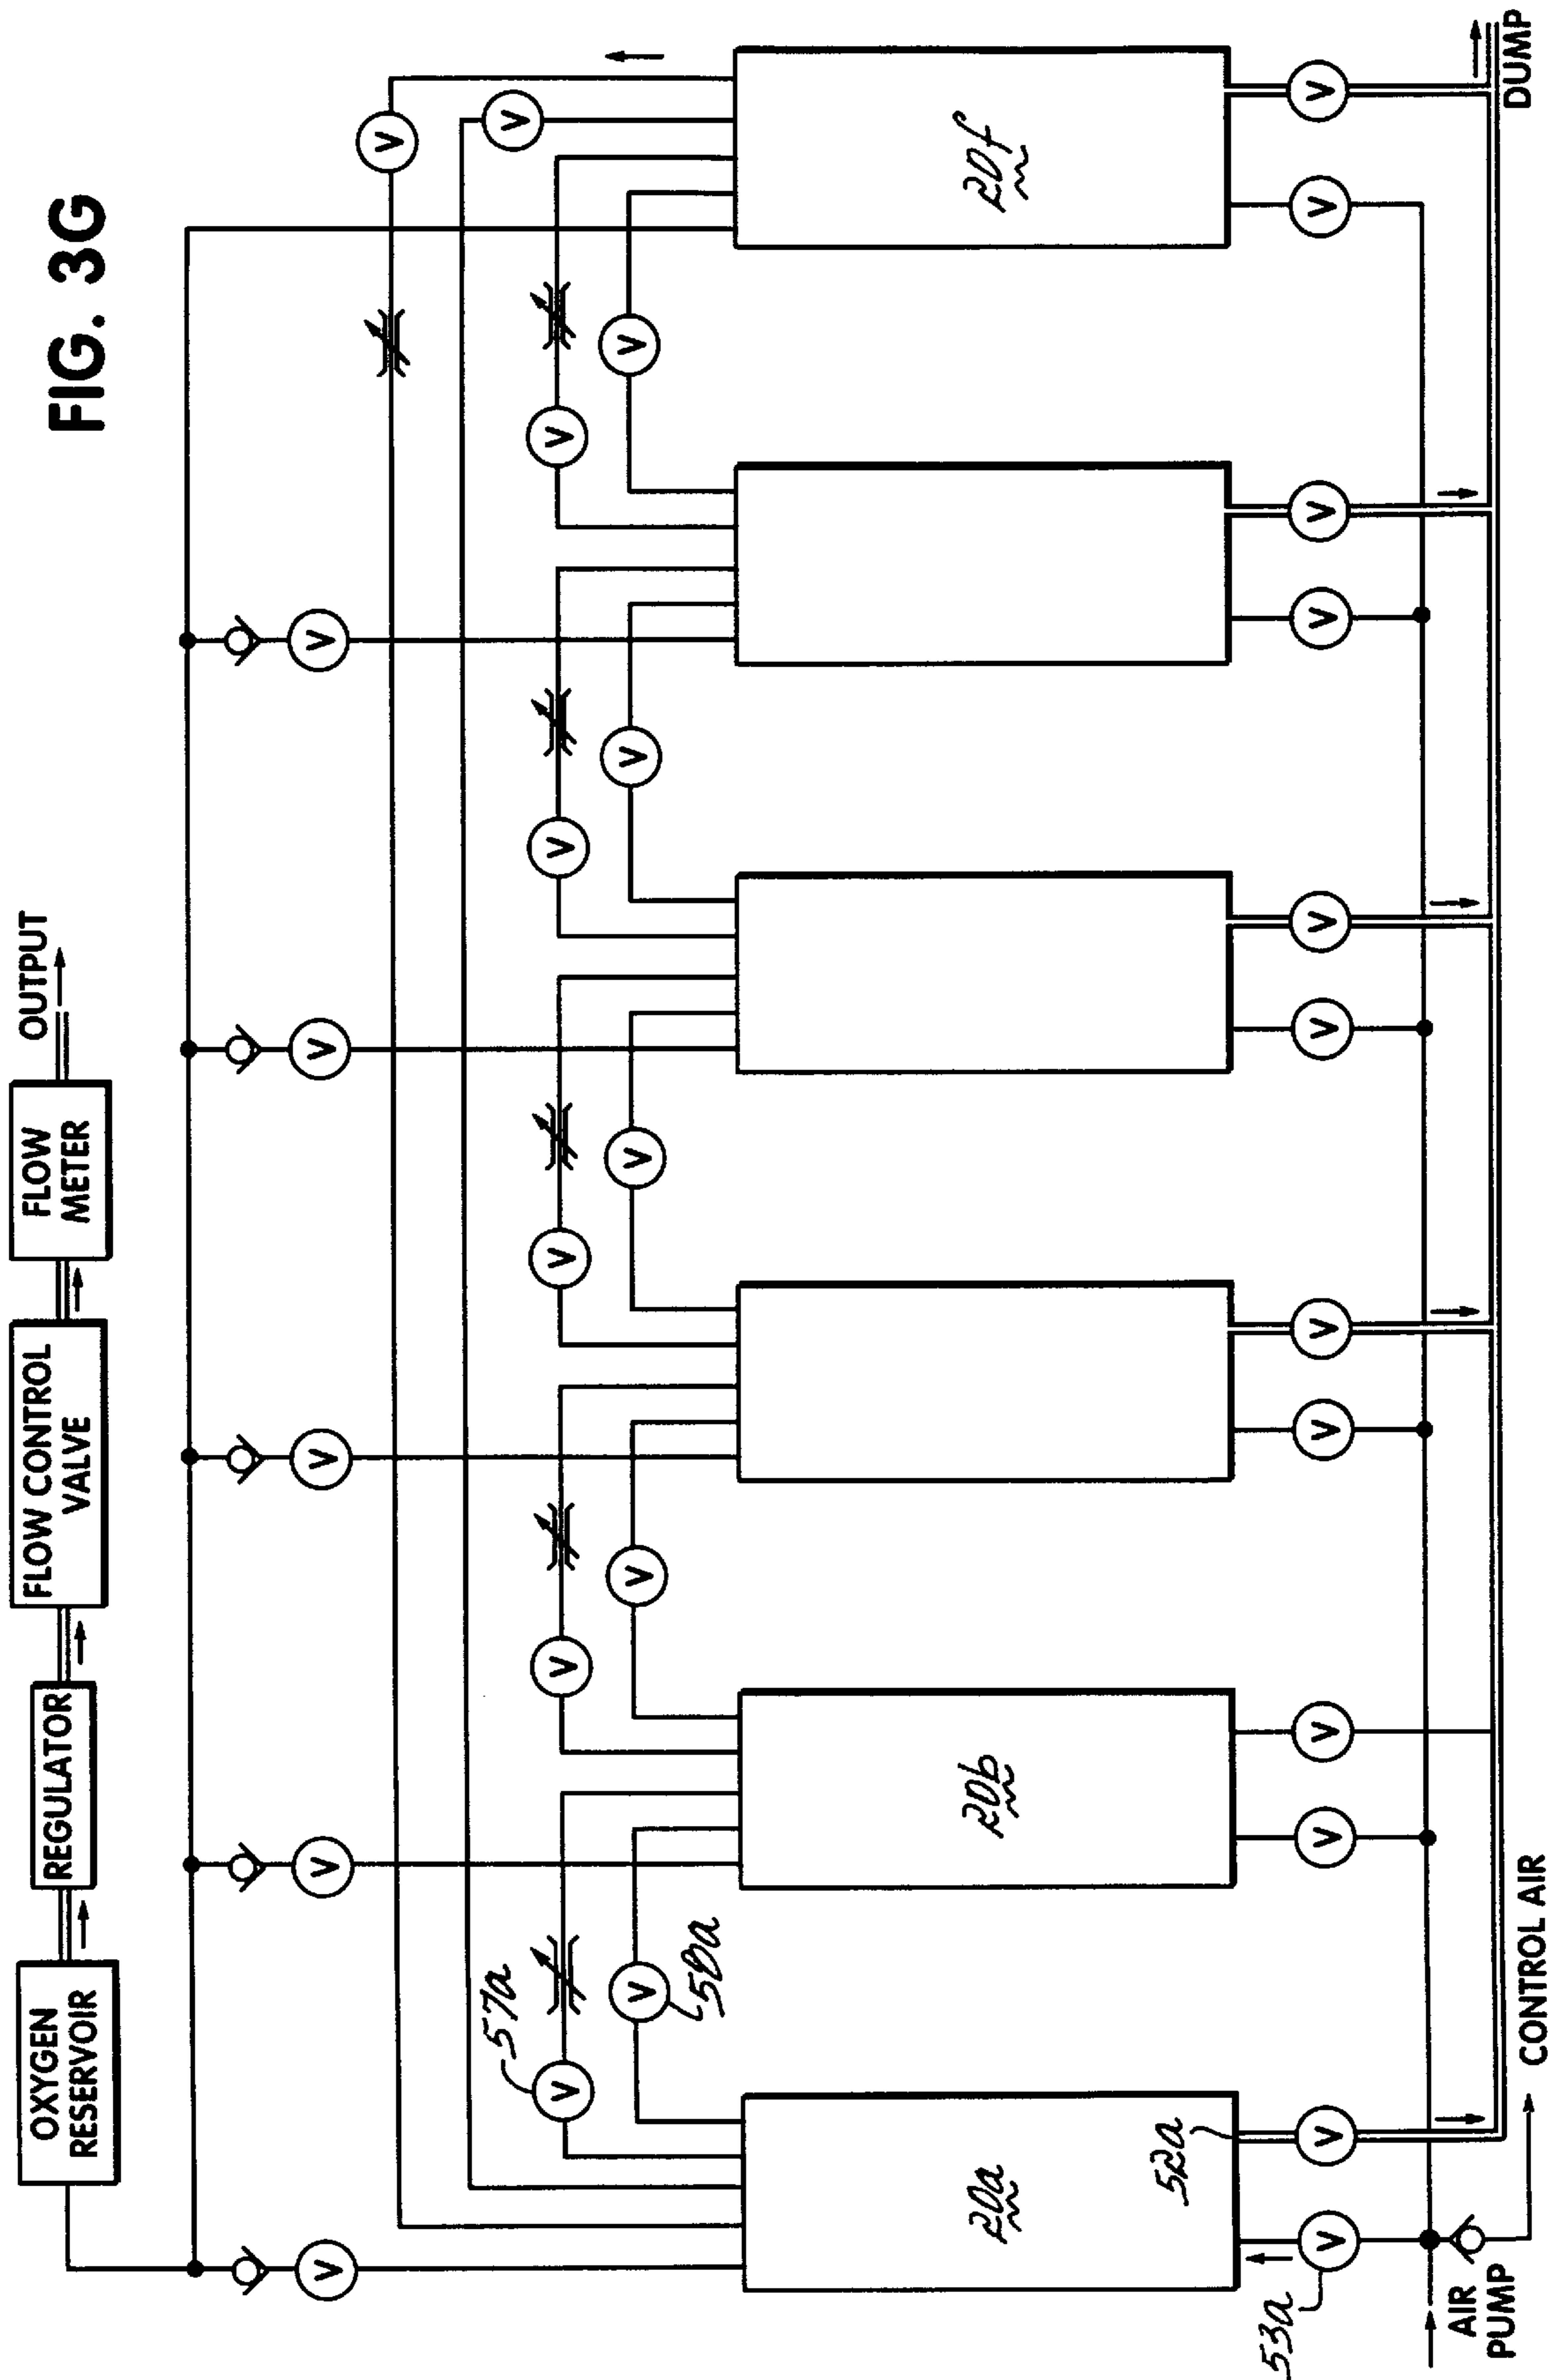 FIG. 3G
OXYGEN
RESERVOIR
REGULATOR
FLOW CONTROL
VALVE
FLOW
METER
OUTPUT
V
V
V
V
V
V
V
57a
V
V
V
V
V
58a
V
V
V
V
V
20a
20b
20f
52a
53a
V
V
V
V
V
V
V
V
V
V
V
V
AIR
PUMP
CONTROL AIR
DUMP